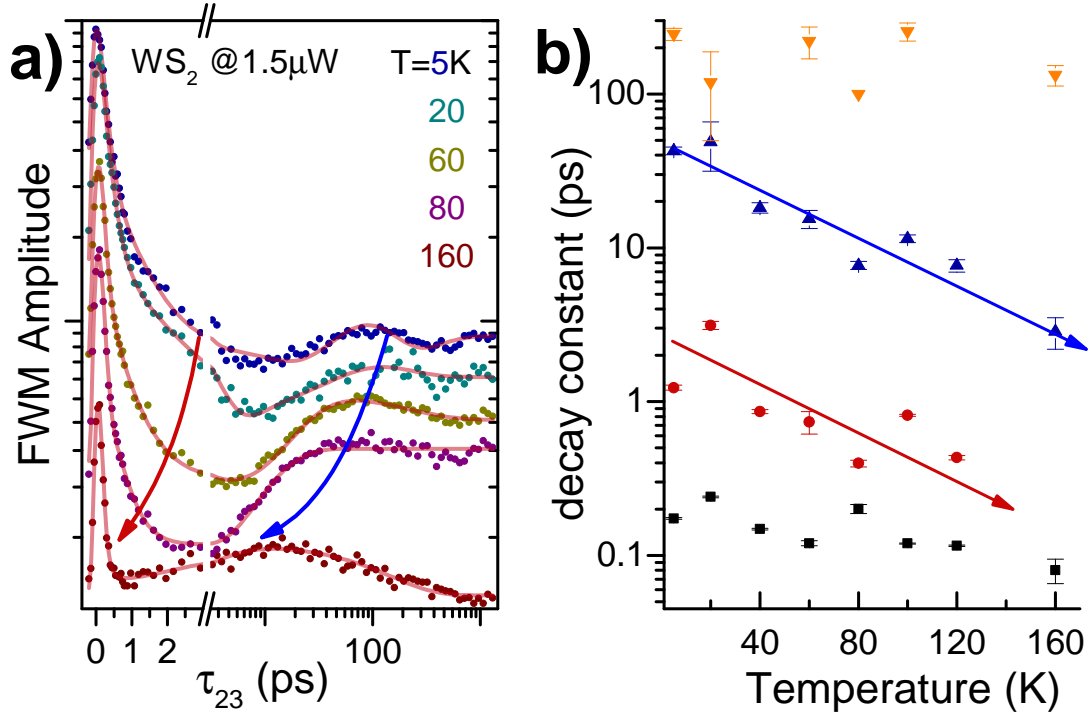 a)
WS₂ @1.5μW
T=5K
20
60
80
160
FWM Amplitude
0 1 2 100
τ₂₃ (ps)
b)
100
10
1
0.1
decay constant (ps)
40 80 120 160
Temperature (K)